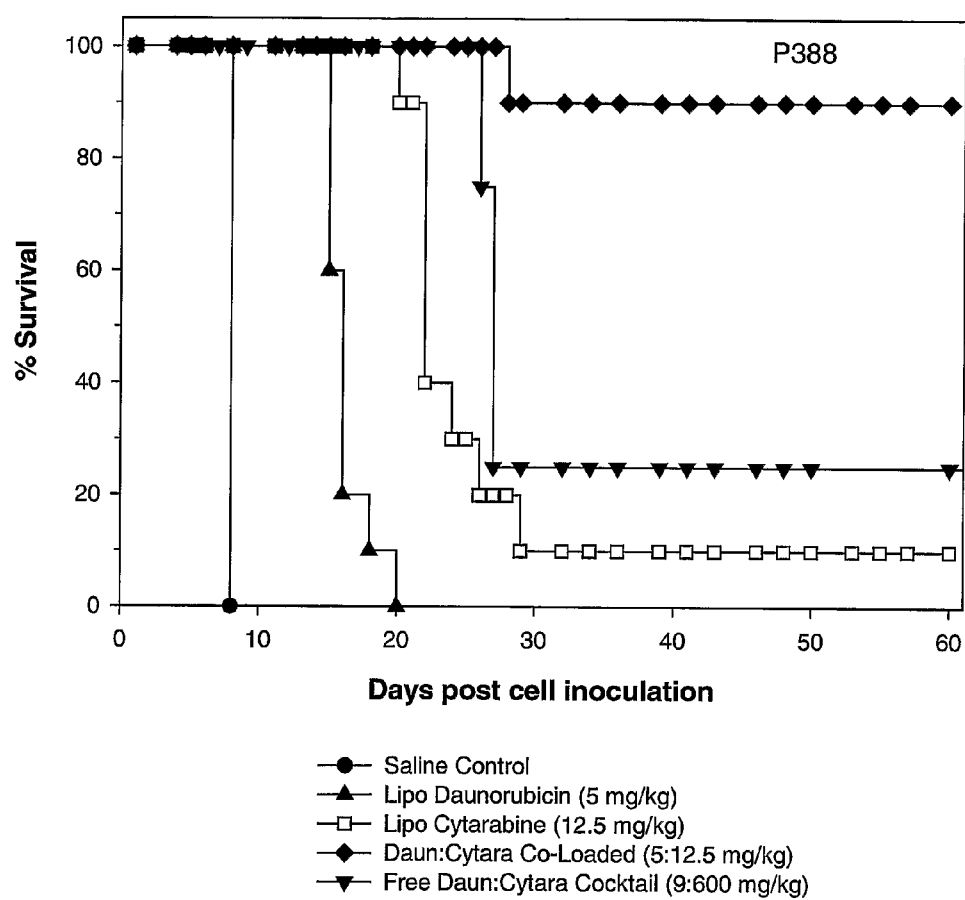 P388
100
80
60
40
20
0
% Survival
0 10 20 30 40 50 60
Days post cell inoculation
Saline Control
Lipo Daunorubicin (5 mg/kg)
Lipo Cytarabine (12.5 mg/kg)
Daun:Cytara Co-Loaded (5:12.5 mg/kg)
Free Daun:Cytara Cocktail (9:600 mg/kg)